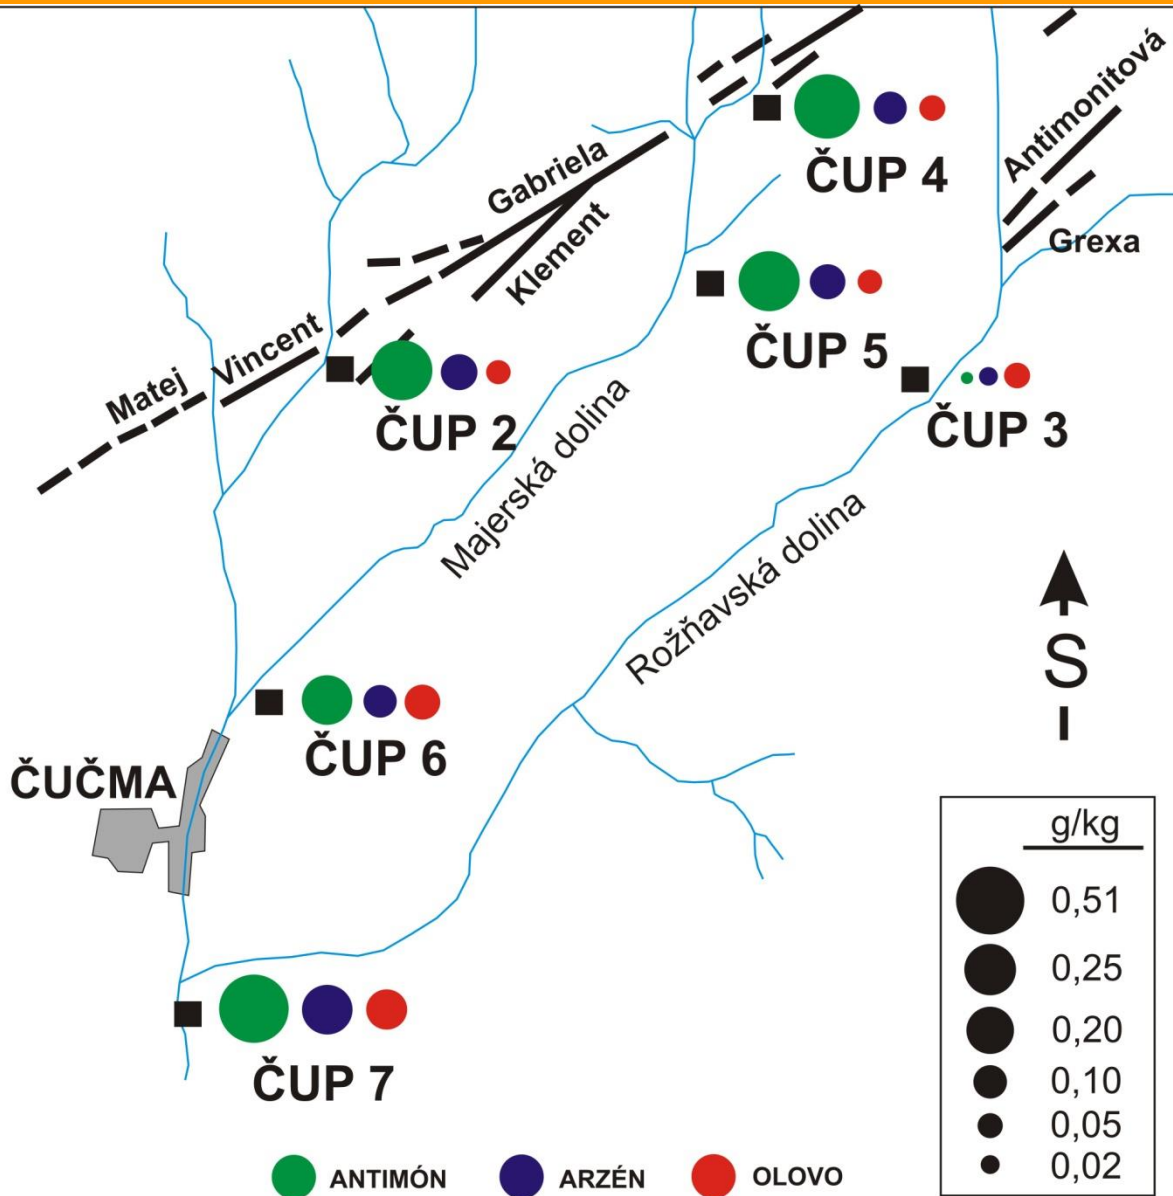 Antimonitová
ČUP 4
Gabriela
Grexa
Klement
ČUP 5
Vincent
Matej
ČUP 2
ČUP 3
Majerská dolina
Rožňavská dolina
S
ČUP 6
ČUČMA
g/kg
0,51
0,25
0,20
0,10
0,05
0,02
ČUP 7
ANTIMÓN
ARZÉN
OLOVO